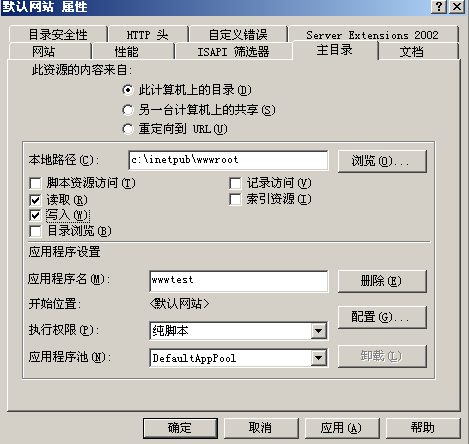 默认网站 属性
目录安全性 HTTP 头 自定义错误 Server Extensions 2002
网站 性能 ISAPI 筛选器 主目录 文档
此资源的内容来自:
此计算机上的目录(D)
另一台计算机上的共享(S)
重定向到 URL(U)
本地路径(C): c:\inetpub\wwwroot 浏览(O)...
脚本资源访问(T) 记录访问(V)
读取(R) 索引资源(I)
写入(W)
目录浏览(B)
应用程序设置
应用程序名(M): wwwtest 删除(E)
开始位置: <默认网站>
配置(G)...
执行权限(P): 纯脚本
应用程序池(N): DefaultAppPool 卸载(L)
确定 取消 应用(A) 帮助